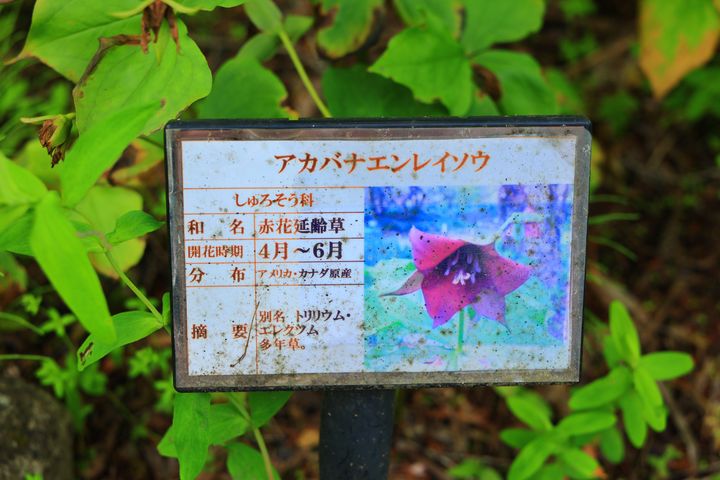 アカバナエンレイソウ
しゅろそう科
和名 赤花延齢草
開花時期 4月〜6月
分布 アメリカ・カナダ原産
摘要 別名 トリリウム・
エレクツム
多年草。